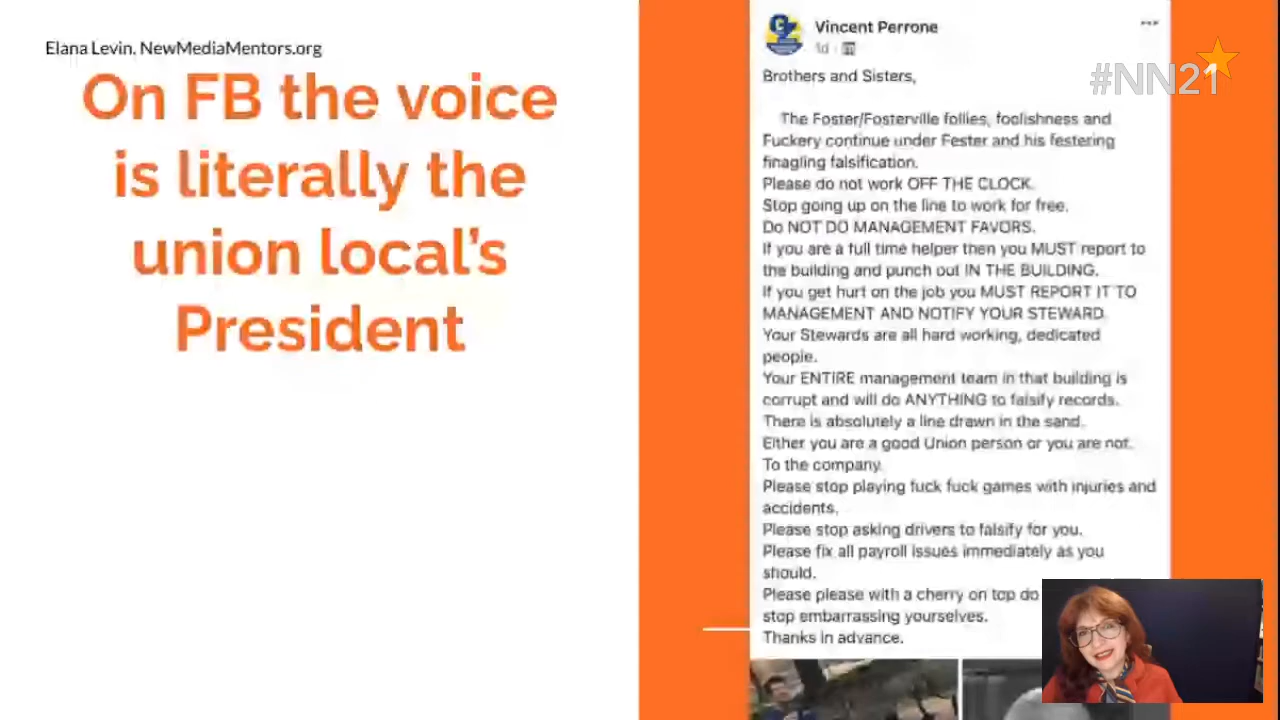 Elana Levin. NewMediaMentors.org
On FB the voice
is literally the
union local's
President
Vincent Perrone
1d
#NN21
Brothers and Sisters,
The Foster/Fosterville follies, foolishness and
Fuckery continue under Fester and his festering
finagling falsification.
Please do not work OFF THE CLOCK.
Stop going up on the line to work for free.
Do NOT DO MANAGEMENT FAVORS.
If you are a full time helper then you MUST report to
the building and punch out IN THE BUILDING.
If you get hurt on the job you MUST REPORT IT TO
MANAGEMENT AND NOTIFY YOUR STEWARD.
Your Stewards are all hard working, dedicated
people.
Your ENTIRE management team in that building is
corrupt and will do ANYTHING to falsify records.
There is absolutely a line drawn in the sand.
Either you are a good Union person or you are not.
To the company.
Please stop playing fuck fuck games with injuries and
accidents.
Please stop asking drivers to falsify for you.
Please fix all payroll issues immediately as you
should.
Please please with a cherry on top do
stop embarrassing yourselves.
Thanks in advance.